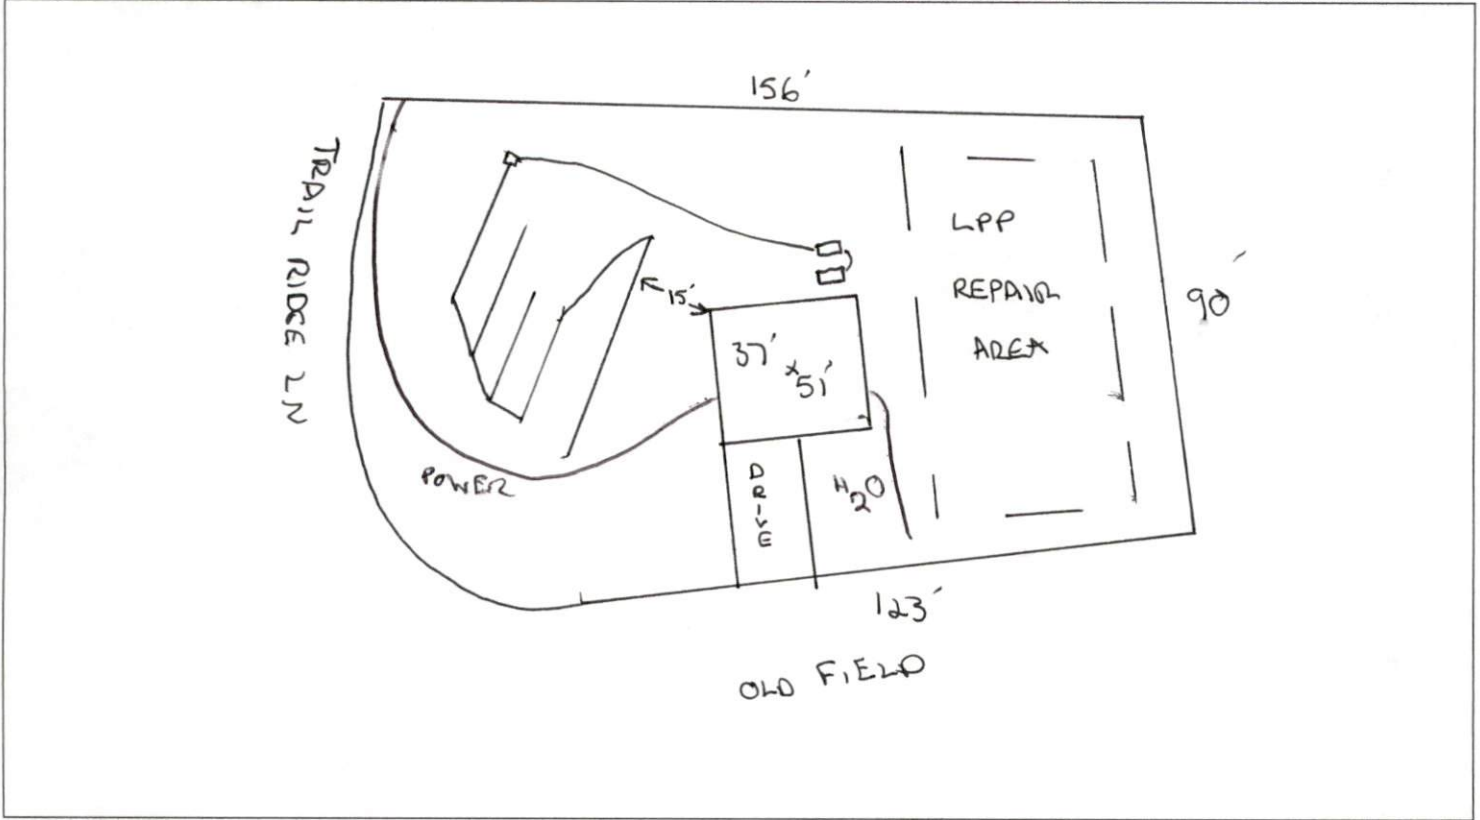 156'
TRAIL RIDGE LN
LPP
REPAIR
AREA
90'
15'
37' x 51'
POWER
DRIVE
H2O
123'
OLD FIELD